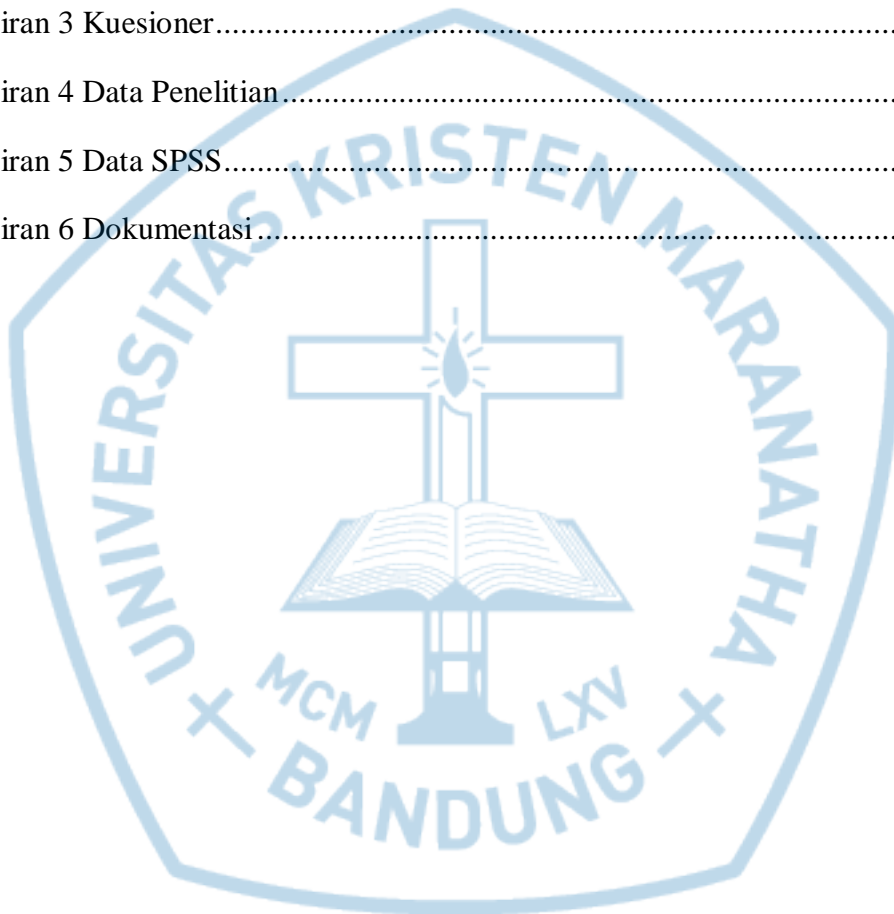 iran 3 Kuesioner................................................................................
iran 4 Data Penelitian.........................................................................
iran 5 Data SPSS................................................................................
iran 6 Dokumentasi............................................................................
UNIVERSITAS KRISTEN MARANATHA
MCM LXV
BANDUNG